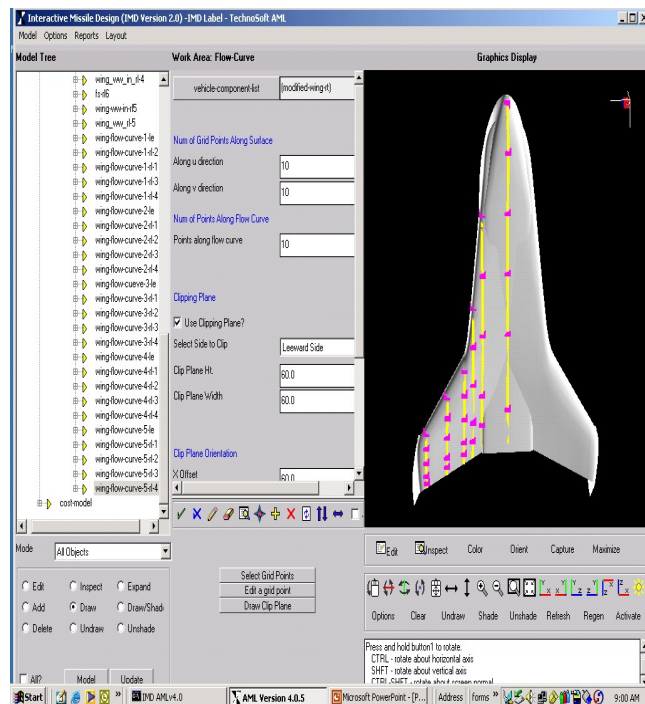 Interactive Missile Design (IMD Version 2.0) -IMD Label - TechnoSoft AML
Model Options Reports Layout
Model Tree
Work Area: Flow-Curve
Graphics Display
wing_ww_in_rl-4
fs-rl6
wing-ww-in-rl5
wing_ww_rl-5
wing-flow-curve-1-le
wing-flow-curve-1-rl-2
wing-flow-curve-1-rl-1
wing-flow-curve-1-rl-3
wing-flow-curve-1-rl-4
wing-flow-curve-2-le
wing-flow-curve-2-rl-1
wing-flow-curve-2-rl-2
wing-flow-curve-2-rl-3
wing-flow-curve-2-rl-4
wing-flow-cueve-3-le
wing-flow-curve-3-rl-1
wing-flow-curve-3-rl-2
wing-flow-curve-3-rl-3
wing-flow-curve-3-rl-4
wing-flow-curve-4-le
wing-flow-curve-4-rl-1
wing-flow-curve-4-rl-2
wing-flow-curve-4-rl-3
wing-flow-curve-4-rl-4
wing-flow-curve-5-le
wing-flow-curve-5-rl-1
wing-flow-curve-5-rl-2
wing-flow-curve-5-rl-3
wing-flow-curve-5-rl-4
cost-model
vehicle-component-list (modified-wing-rt)
Num of Grid Points Along Surface
Along u direction 10
Along v direction 10
Num of Points Along Flow Curve
Points along flow curve 10
Clipping Plane
Use Clipping Plane?
Select Side to Clip Leeward Side
Clip Plane Ht. 60.0
Clip Plane Width 60.0
Clip Plane Orientation
X Offset 60.0
Mode All Objects
Edit Inspect Expand
Add Draw Draw/Shad
Delete Undraw Unshade
All? Model Update
Select Grid Points
Edit a grid point
Draw Clip Plane
Edit Inspect Color Orient Capture Maximize
Options Clear Undraw Shade Unshade Refresh Regen Activate
Press and hold button1 to rotate.
CTRL - rotate about horizontal axis
SHFT - rotate about vertical axis
CTRL-SHFT - rotate about screen normal
Start » IMD AMLv4.0 AML Version 4.0.5 Microsoft PowerPoint - [P... Address forms » 9:00 AM